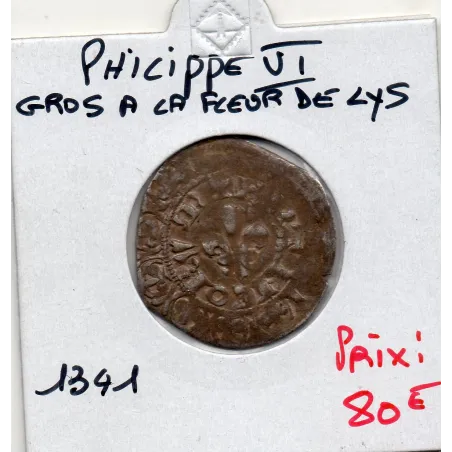 PHILIPPE VI
GROS A LA FLEUR DE LYS
1341
Prix:
80€